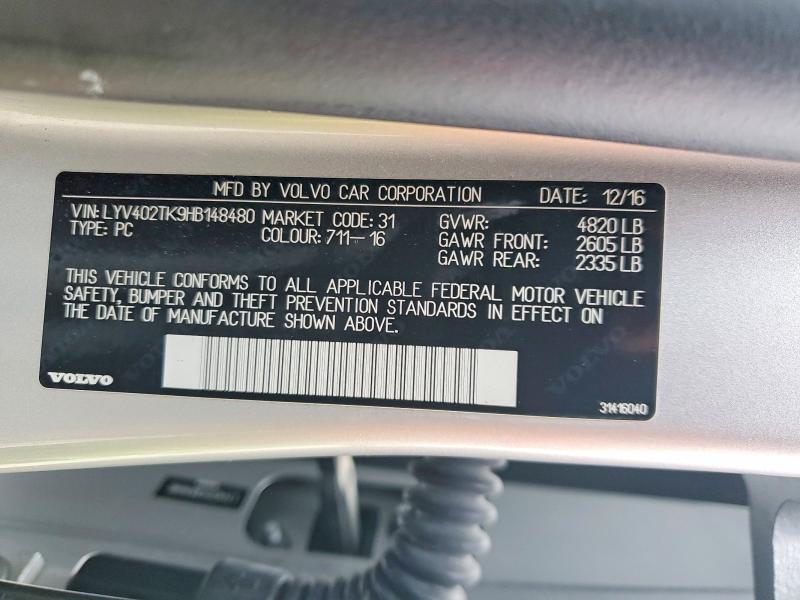 MFD BY VOLVO CAR CORPORATION DATE: 12/16
VIN: LYV402TK9HB148480 MARKET CODE: 31 GVWR: 4820 LB
TYPE: PC COLOUR: 711-16 GAWR FRONT: 2605 LB
GAWR REAR: 2335 LB
THIS VEHICLE CONFORMS TO ALL APPLICABLE FEDERAL MOTOR VEHICLE
SAFETY, BUMPER AND THEFT PREVENTION STANDARDS IN EFFECT ON
THE DATE OF MANUFACTURE SHOWN ABOVE.
VOLVO
31416040